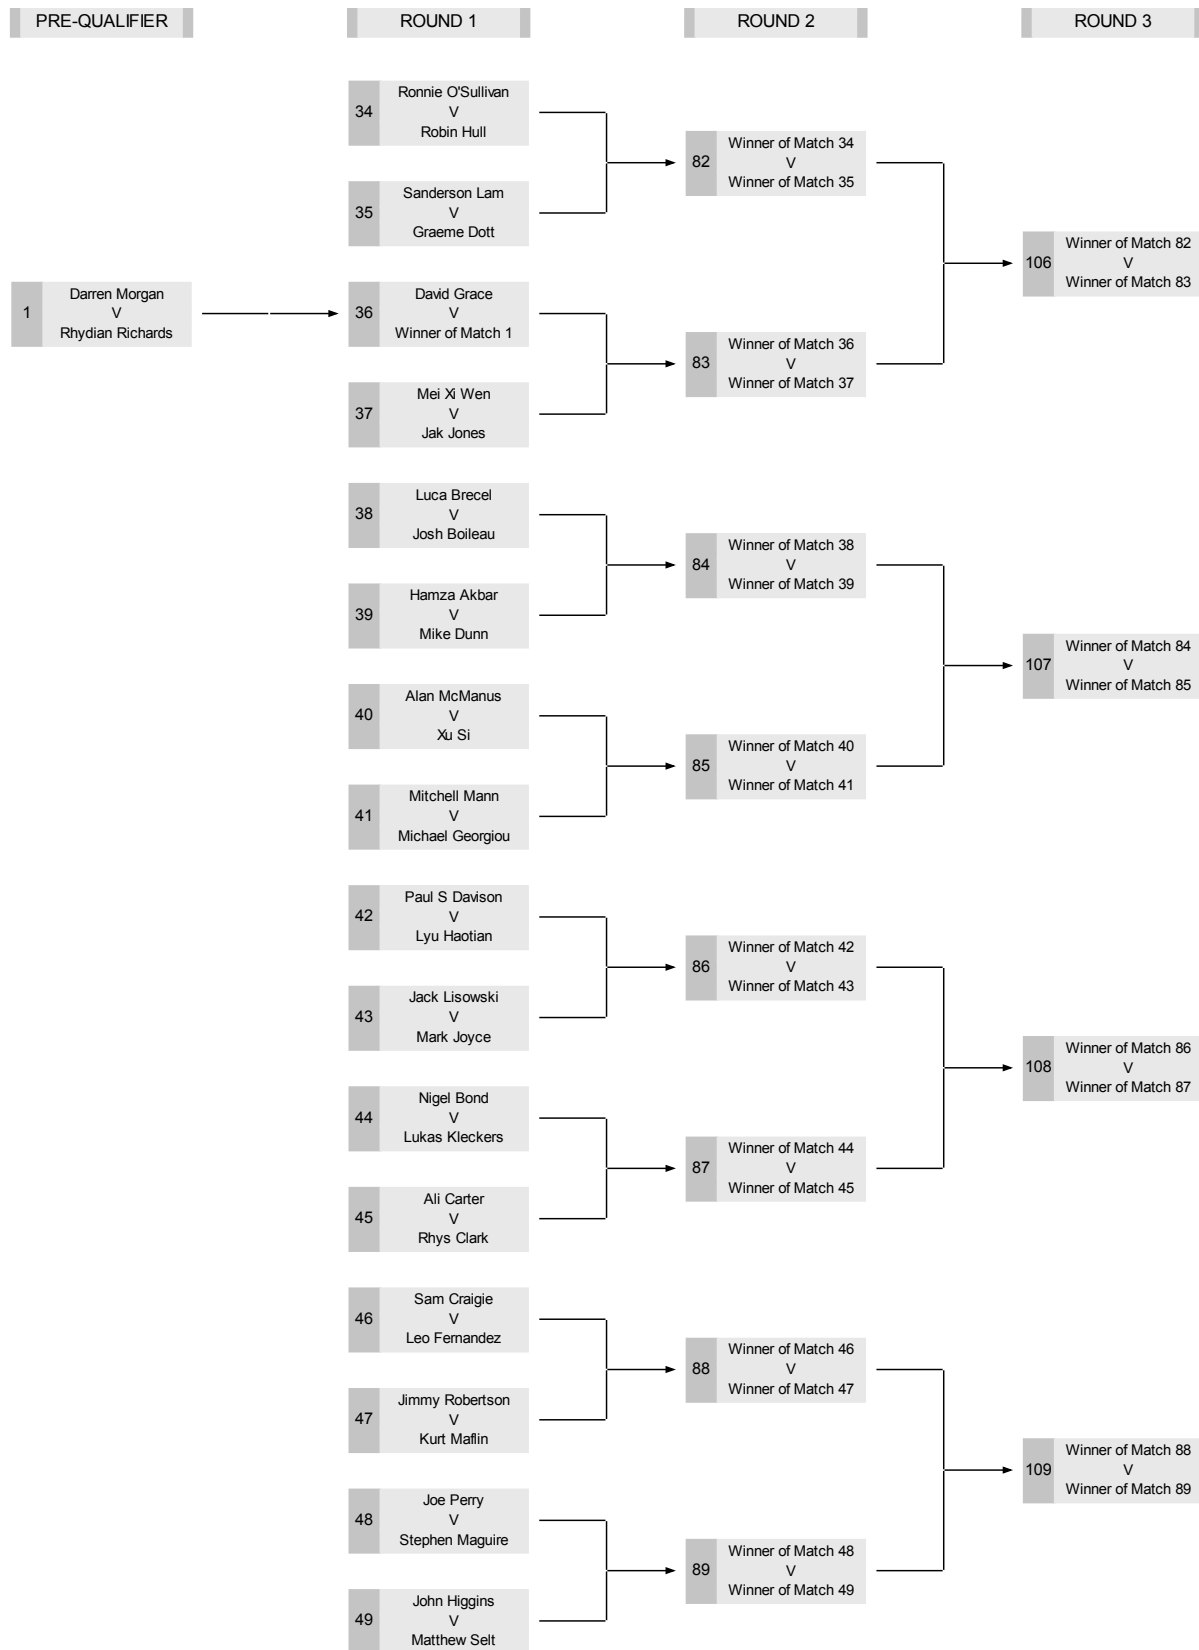 PRE-QUALIFIER
ROUND 1
ROUND 2
ROUND 3
34
Ronnie O'Sullivan
V
Robin Hull
35
Sanderson Lam
V
Graeme Dott
82
Winner of Match 34
V
Winner of Match 35
1
Darren Morgan
V
Rhydian Richards
36
David Grace
V
Winner of Match 1
37
Mei Xi Wen
V
Jak Jones
83
Winner of Match 36
V
Winner of Match 37
106
Winner of Match 82
V
Winner of Match 83
38
Luca Brecel
V
Josh Boileau
39
Hamza Akbar
V
Mike Dunn
84
Winner of Match 38
V
Winner of Match 39
40
Alan McManus
V
Xu Si
41
Mitchell Mann
V
Michael Georgiou
85
Winner of Match 40
V
Winner of Match 41
107
Winner of Match 84
V
Winner of Match 85
42
Paul S Davison
V
Lyu Haotian
43
Jack Lisowski
V
Mark Joyce
86
Winner of Match 42
V
Winner of Match 43
44
Nigel Bond
V
Lukas Kleckers
45
Ali Carter
V
Rhys Clark
87
Winner of Match 44
V
Winner of Match 45
108
Winner of Match 86
V
Winner of Match 87
46
Sam Craigie
V
Leo Fernandez
47
Jimmy Robertson
V
Kurt Maflin
88
Winner of Match 46
V
Winner of Match 47
48
Joe Perry
V
Stephen Maguire
49
John Higgins
V
Matthew Selt
89
Winner of Match 48
V
Winner of Match 49
109
Winner of Match 88
V
Winner of Match 89